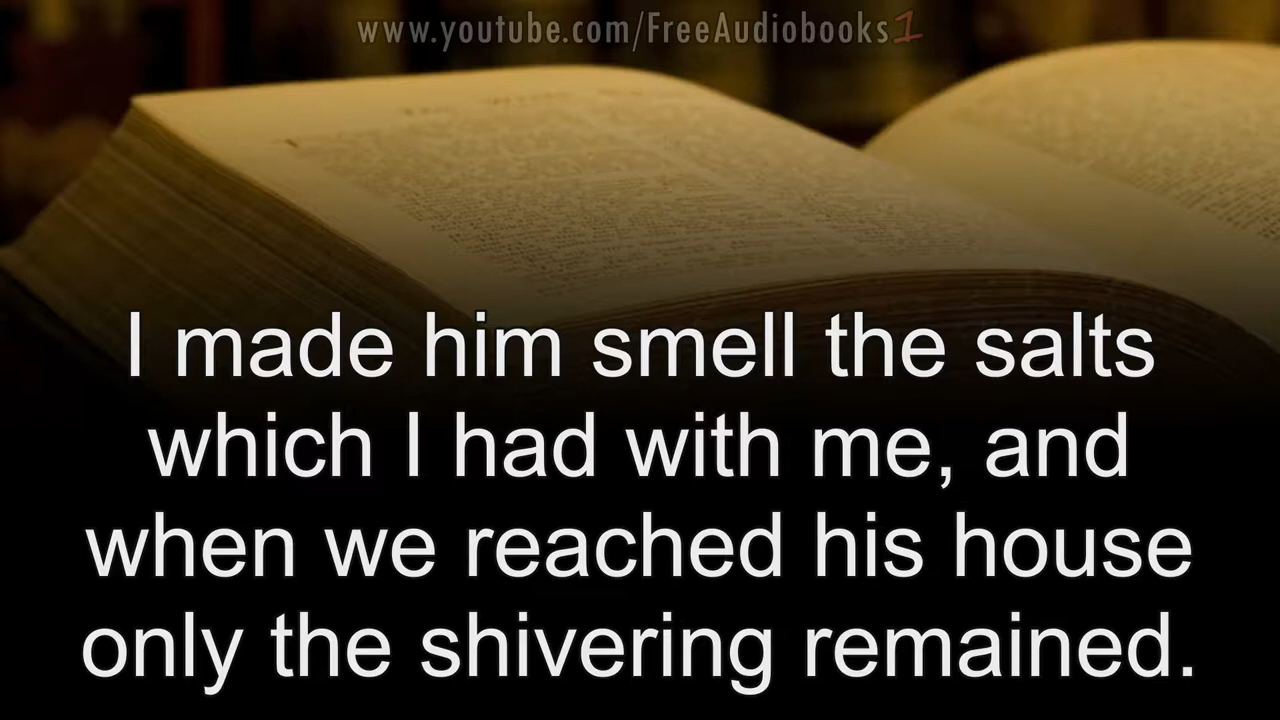 www.youtube.com/FreeAudiobooks1
I made him smell the salts
which I had with me, and
when we reached his house
only the shivering remained.